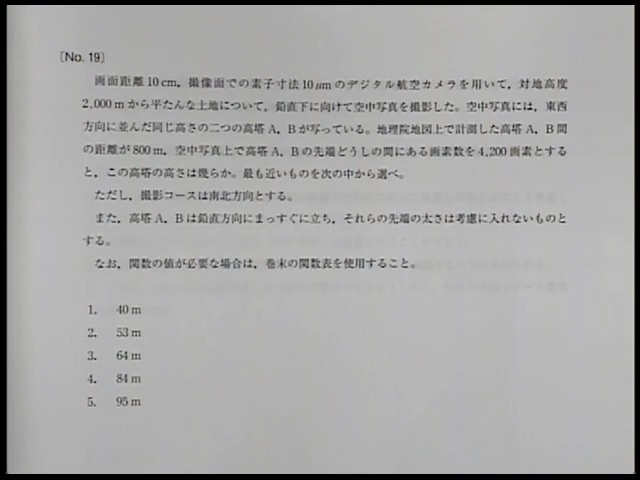 〔No. 19〕
画面距離 10 cm，撮像面での素子寸法 10 μm のデジタル航空カメラを用いて，対地高度
2,000 m から平たんな土地について，鉛直下に向けて空中写真を撮影した。空中写真には，東西
方向に並んだ同じ高さの二つの高塔 A，B が写っている。地理院地図上で計測した高塔 A，B 間
の距離が 800 m，空中写真上で高塔 A，B の先端どうしの間にある画素数を 4,200 画素とする
と，この高塔の高さは幾らか。最も近いものを次の中から選べ。
ただし，撮影コースは南北方向とする。
また，高塔 A，B は鉛直方向にまっすぐに立ち，それらの先端の太さは考慮に入れないものと
する。
なお，関数の値が必要な場合は，巻末の関数表を使用すること。
1. 40 m
2. 53 m
3. 64 m
4. 84 m
5. 95 m